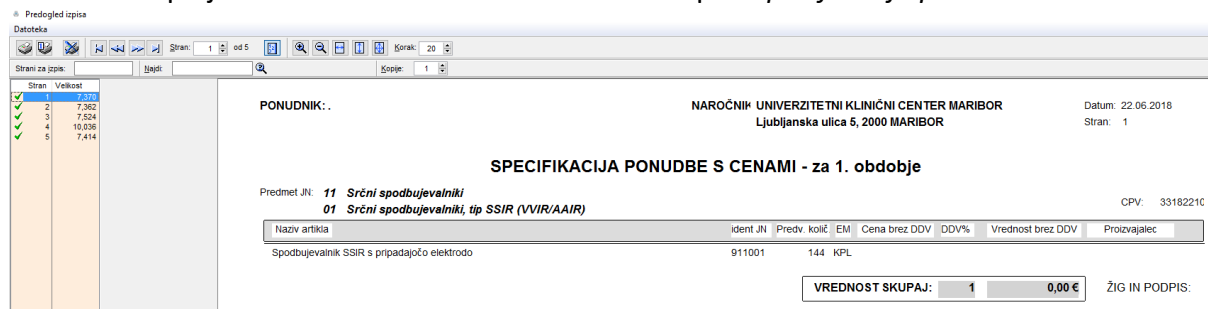 Predogled izpisa
Datoteka
Stran: 1 od 5 Korak: 20
Strani za izpis: Najdi: Kopije: 1
Stran Velikost
1 7,370
2 7,362
3 7,524
4 10,036
5 7,414
PONUDNIK: . NAROČNIK UNIVERZITETNI KLINIČNI CENTER MARIBOR Datum: 22.06.2018
Ljubljanska ulica 5, 2000 MARIBOR Stran: 1
SPECIFIKACIJA PONUDBE S CENAMI - za 1. obdobje
Predmet JN: 11 Srčni spodbujevalniki
01 Srčni spodbujevalniki, tip SSIR (VVIR/AAIR) CPV: 33182210
Naziv artikla ident JN Predv. količ. EM Cena brez DDV DDV% Vrednost brez DDV Proizvajalec
Spodbujevalnik SSIR s pripadajočo elektrodo 911001 144 KPL
VREDNOST SKUPAJ: 1 0,00 € ŽIG IN PODPIS: